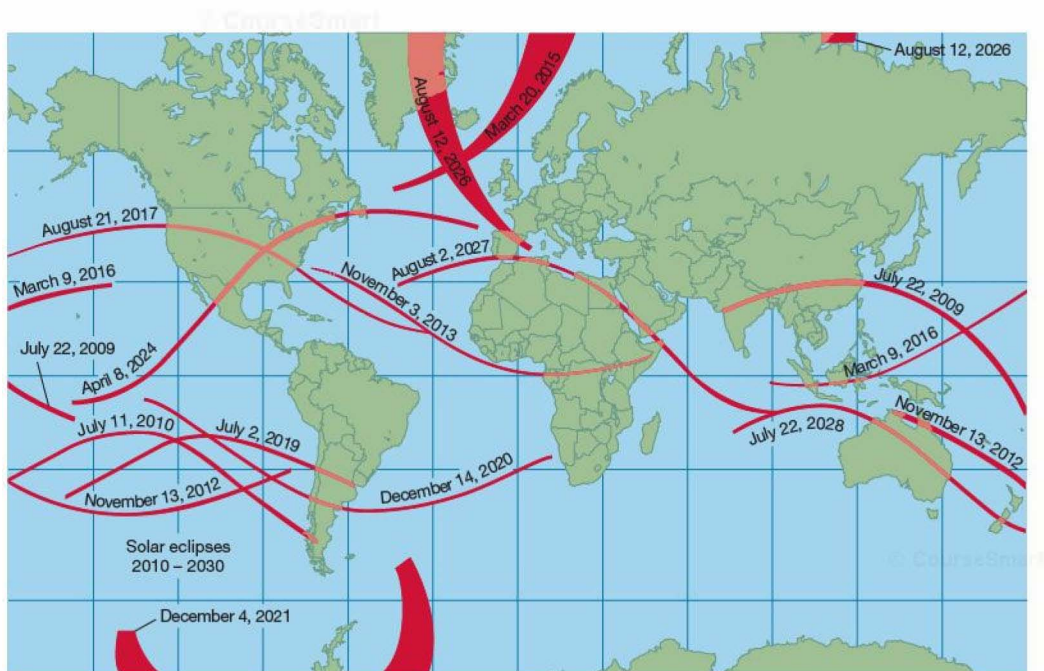 © CourseSmart
August 12, 2026
March 20, 2015
August 12, 2026
August 21, 2017
August 2, 2027
March 9, 2016
November 3, 2013
July 22, 2009
July 22, 2009
March 9, 2016
April 8, 2024
July 11, 2010
July 2, 2019
November 13, 2012
July 22, 2028
December 14, 2020
November 13, 2012
Solar eclipses
2010 – 2030
© CourseSmart
December 4, 2021